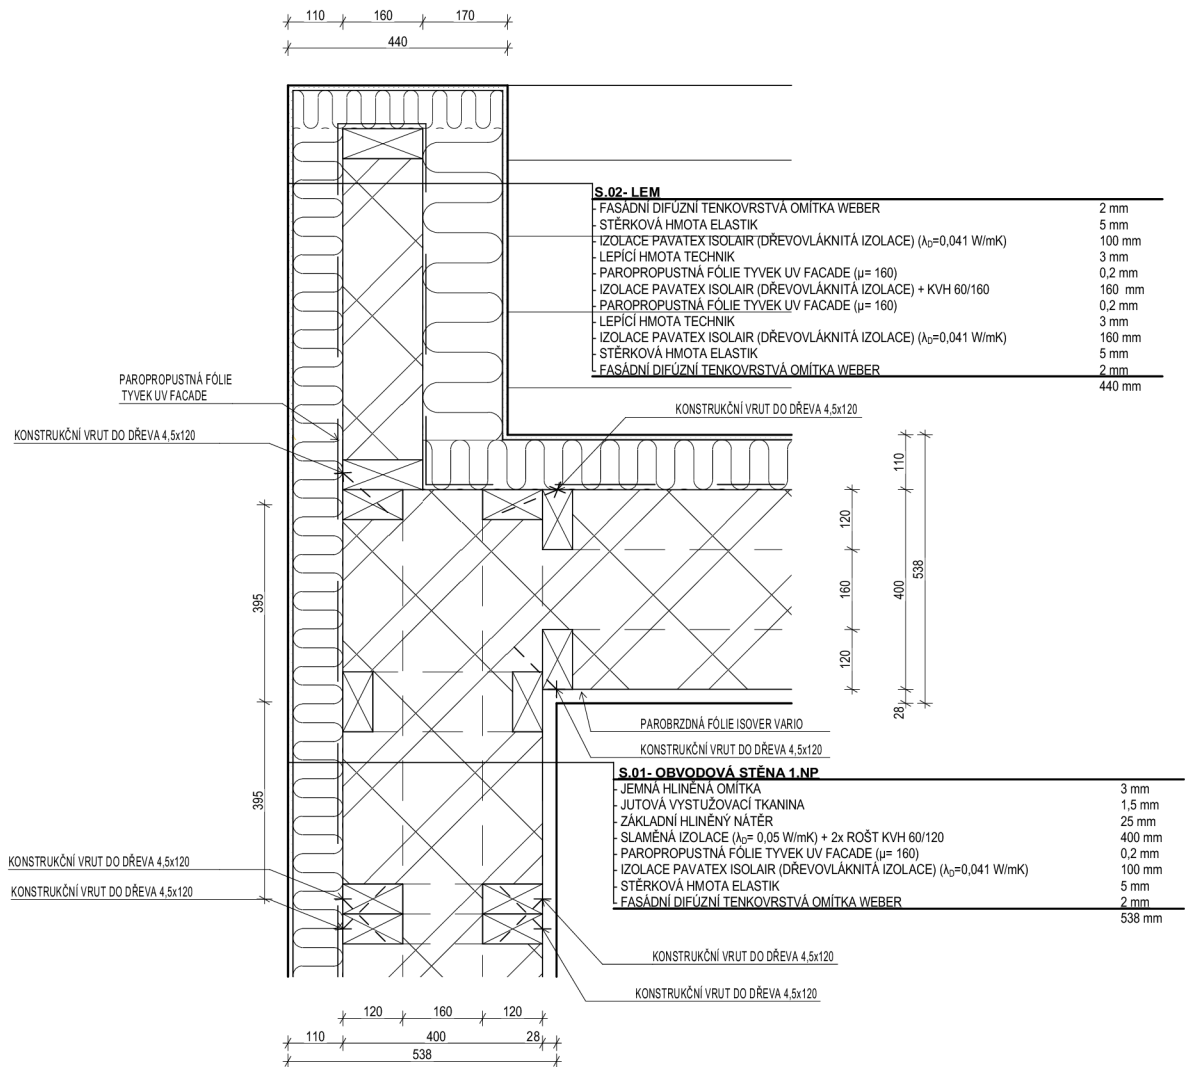 110 160 170
440
S.02- LEM
- FASÁDNÍ DIFÚZNÍ TENKOVRSTVÁ OMÍTKA WEBER 2 mm
- STĚRKOVÁ HMOTA ELASTIK 5 mm
- IZOLACE PAVATEX ISOLAIR (DŘEVOVLÁKNITÁ IZOLACE) (λD=0,041 W/mK) 100 mm
- LEPÍCÍ HMOTA TECHNIK 3 mm
- PAROPROPUSTNÁ FÓLIE TYVEK UV FACADE (µ= 160) 0,2 mm
- IZOLACE PAVATEX ISOLAIR (DŘEVOVLÁKNITÁ IZOLACE) + KVH 60/160 160 mm
- PAROPROPUSTNÁ FÓLIE TYVEK UV FACADE (µ= 160) 0,2 mm
- LEPÍCÍ HMOTA TECHNIK 3 mm
- IZOLACE PAVATEX ISOLAIR (DŘEVOVLÁKNITÁ IZOLACE) (λD=0,041 W/mK) 160 mm
- STĚRKOVÁ HMOTA ELASTIK 5 mm
- FASÁDNÍ DIFÚZNÍ TENKOVRSTVÁ OMÍTKA WEBER 2 mm
440 mm
PAROPROPUSTNÁ FÓLIE
TYVEK UV FACADE
KONSTRUKČNÍ VRUT DO DŘEVA 4,5x120
KONSTRUKČNÍ VRUT DO DŘEVA 4,5x120
110
120
160
120
400
538
28
395
395
PAROBRZDNÁ FÓLIE ISOVER VARIO
KONSTRUKČNÍ VRUT DO DŘEVA 4,5x120
S.01- OBVODOVÁ STĚNA 1.NP
- JEMNÁ HLINĚNÁ OMÍTKA 3 mm
- JUTOVÁ VYSTUŽOVACÍ TKANINA 1,5 mm
- ZÁKLADNÍ HLINĚNÝ NÁTĚR 25 mm
- SLAMĚNÁ IZOLACE (λD= 0,05 W/mK) + 2x ROŠT KVH 60/120 400 mm
- PAROPROPUSTNÁ FÓLIE TYVEK UV FACADE (µ= 160) 0,2 mm
- IZOLACE PAVATEX ISOLAIR (DŘEVOVLÁKNITÁ IZOLACE) (λD=0,041 W/mK) 100 mm
- STĚRKOVÁ HMOTA ELASTIK 5 mm
- FASÁDNÍ DIFÚZNÍ TENKOVRSTVÁ OMÍTKA WEBER 2 mm
538 mm
KONSTRUKČNÍ VRUT DO DŘEVA 4,5x120
KONSTRUKČNÍ VRUT DO DŘEVA 4,5x120
KONSTRUKČNÍ VRUT DO DŘEVA 4,5x120
KONSTRUKČNÍ VRUT DO DŘEVA 4,5x120
120 160 120
110 400 28
538